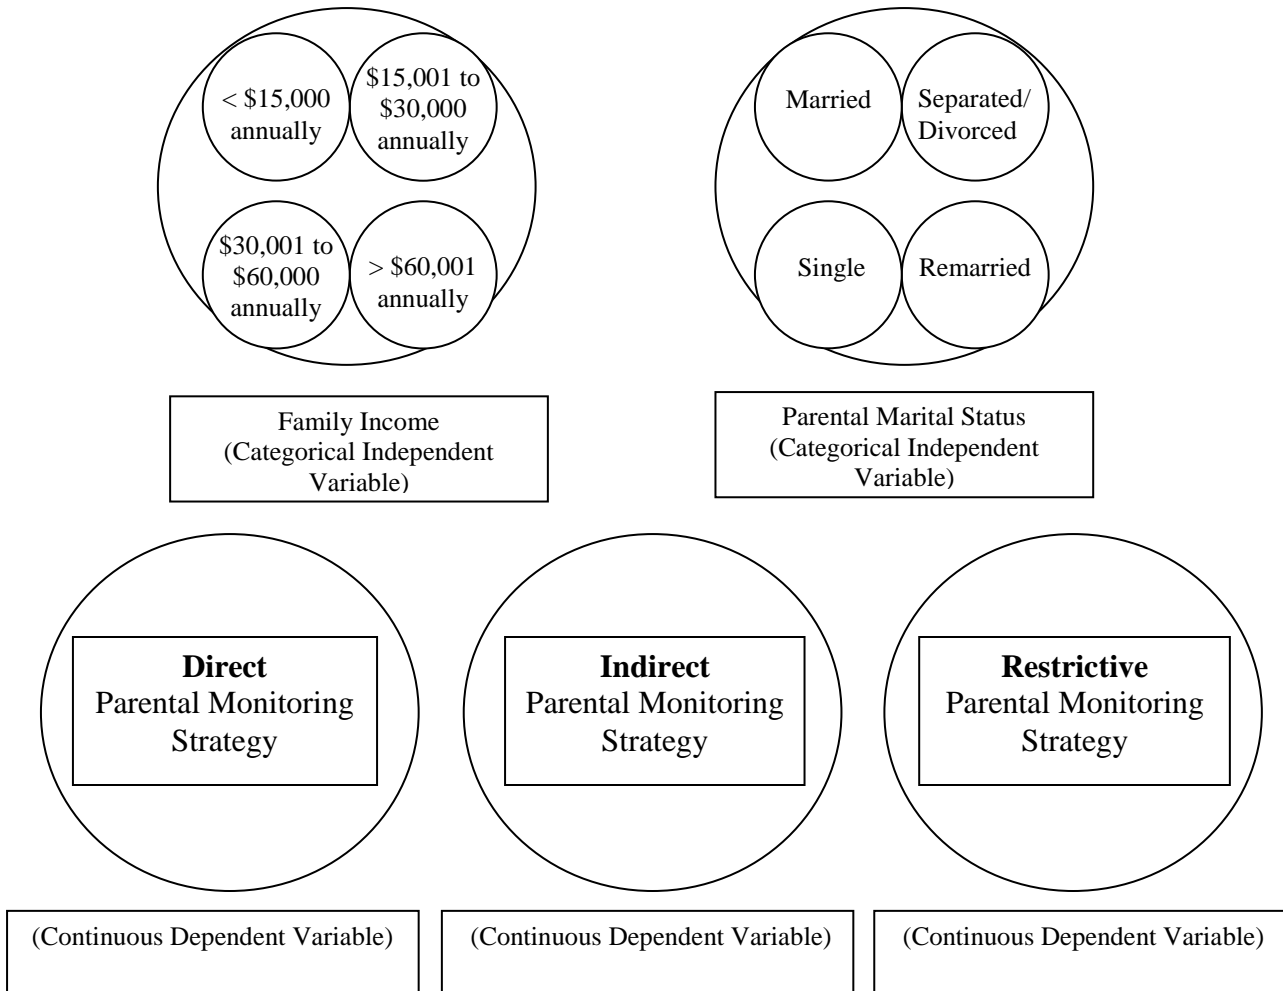 < $15,000
annually
$15,001 to
$30,000
annually
$30,001 to
$60,000
annually
> $60,001
annually
Married
Separated/
Divorced
Single
Remarried
Family Income
(Categorical Independent
Variable)
Parental Marital Status
(Categorical Independent
Variable)
Direct
Parental Monitoring
Strategy
Indirect
Parental Monitoring
Strategy
Restrictive
Parental Monitoring
Strategy
(Continuous Dependent Variable)
(Continuous Dependent Variable)
(Continuous Dependent Variable)